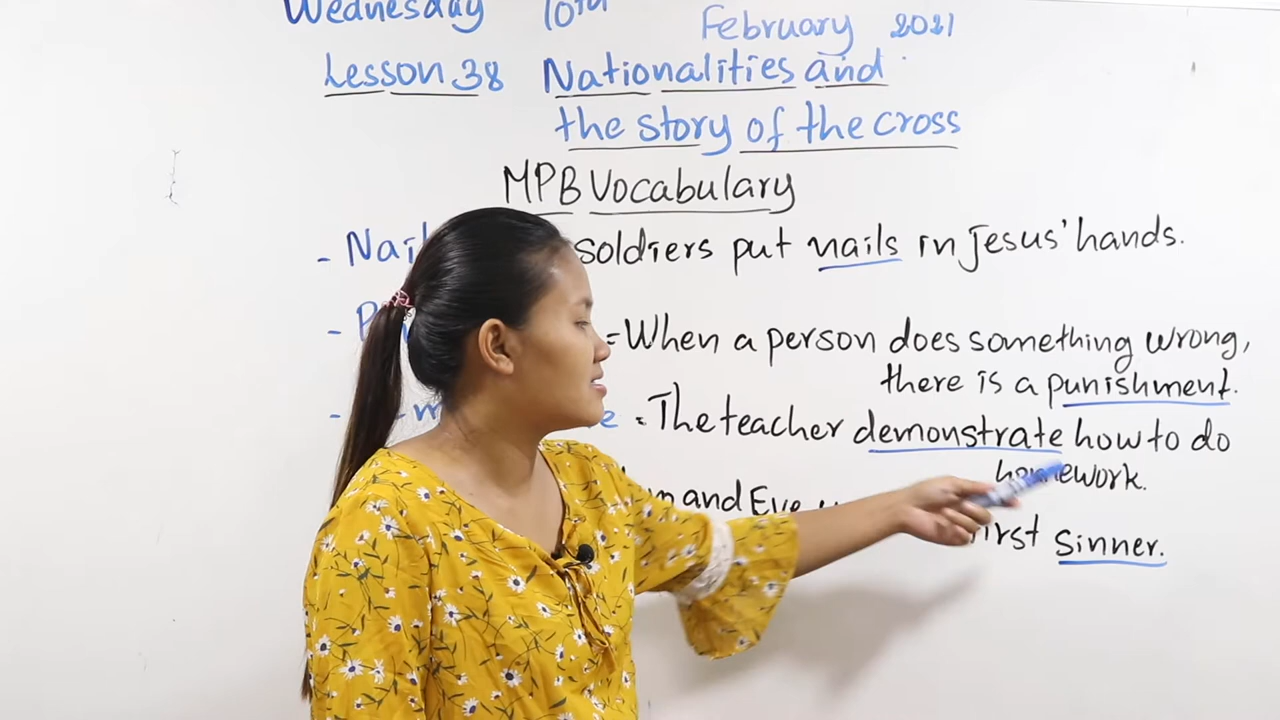 Wednesday 10th February 2021
Lesson 38 Nationalities and
the story of the cross
MPB Vocabulary
- Nail soldiers put nails in Jesus' hands.
- = When a person does something wrong,
there is a punishment.
- = The teacher demonstrate how to do
homework.
and Eve
first sinner.